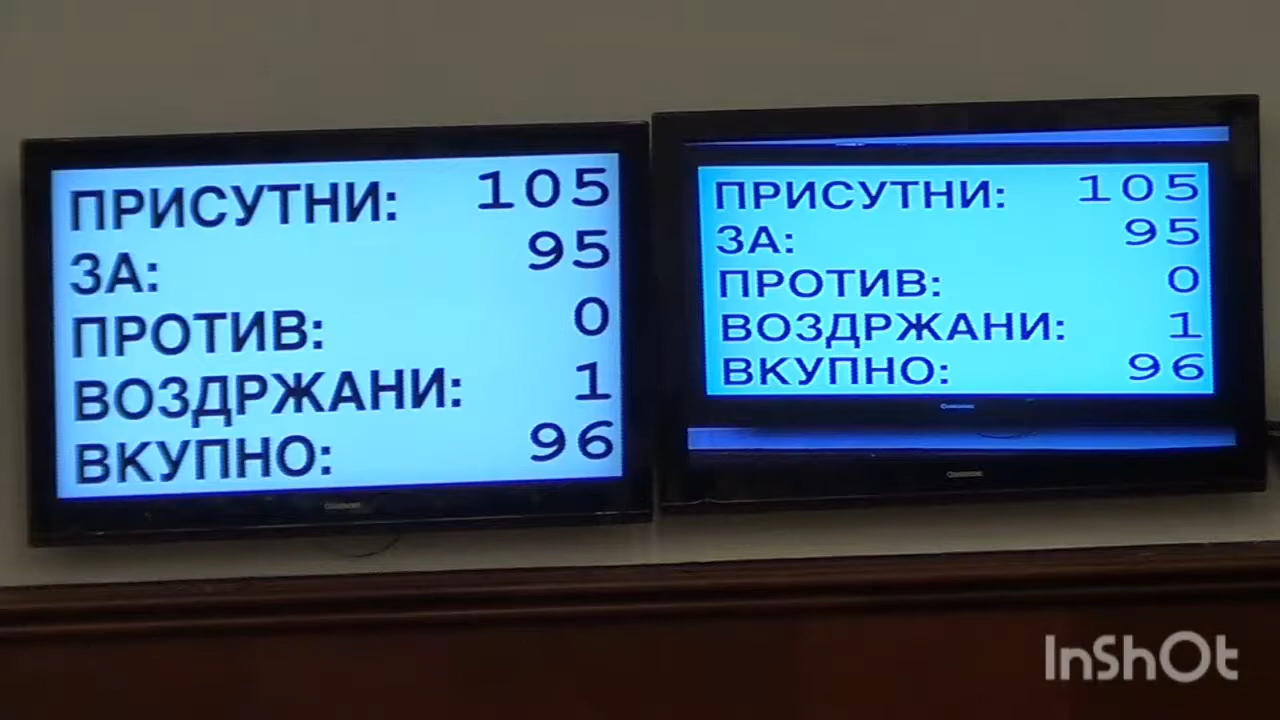 ПРИСУТНИ: 105
ЗА: 95
ПРОТИВ: 0
ВОЗДРЖАНИ: 1
ВКУПНО: 96
ПРИСУТНИ: 105
ЗА: 95
ПРОТИВ: 0
ВОЗДРЖАНИ: 1
ВКУПНО: 96
InShOt